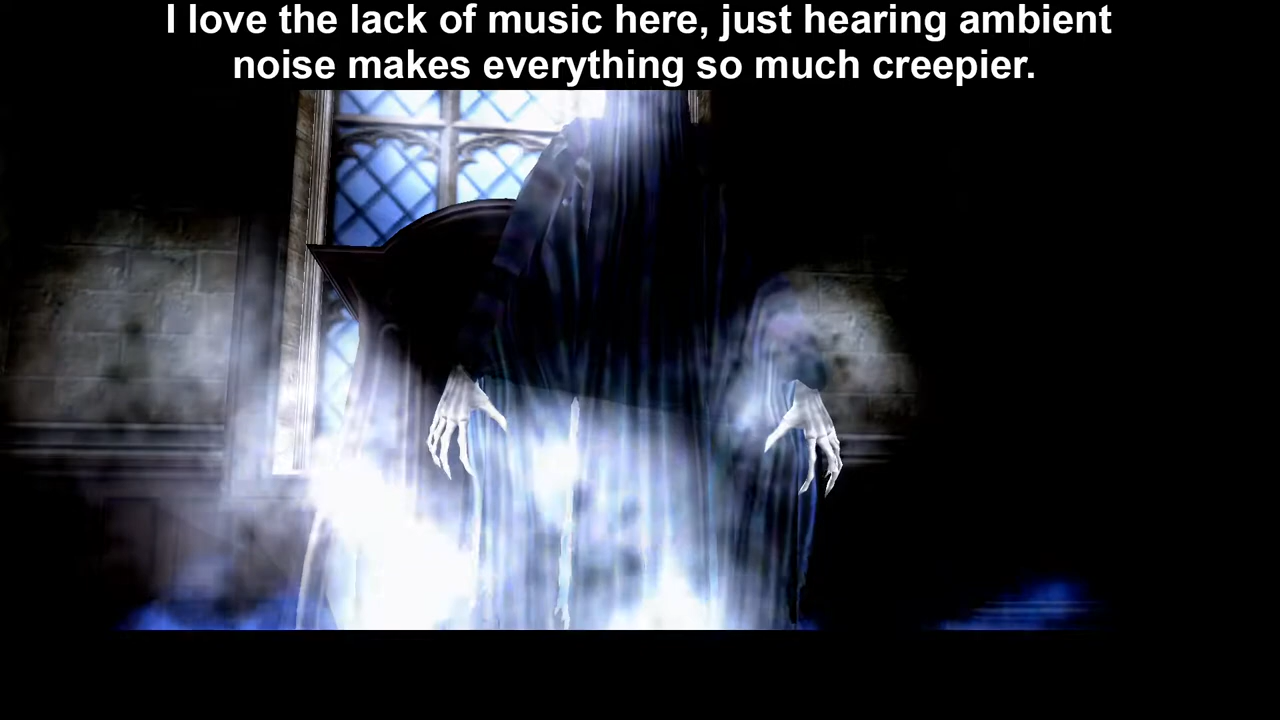 I love the lack of music here, just hearing ambient
noise makes everything so much creepier.